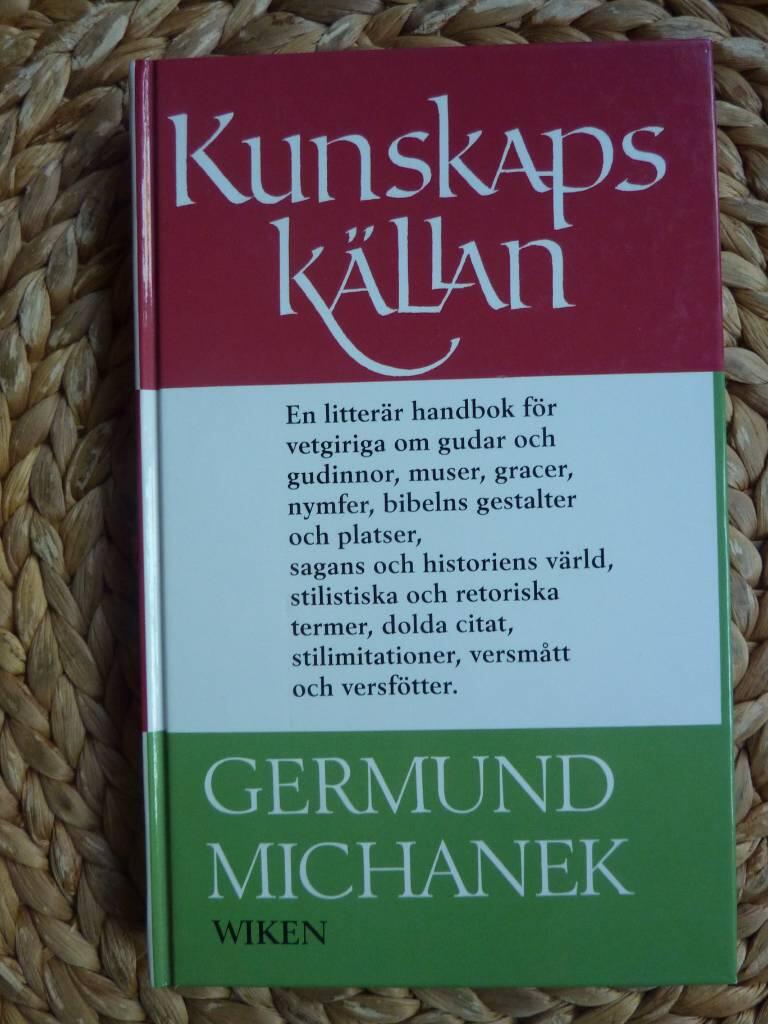 Kunskaps
källan
En litterär handbok för
vetgiriga om gudar och
gudinnor, muser, gracer,
nymfer, bibelns gestalter
och platser,
sagans och historiens värld,
stilistiska och retoriska
termer, dolda citat,
stilimitationer, versmått
och versfötter.
GERMUND
MICHANEK
WIKEN